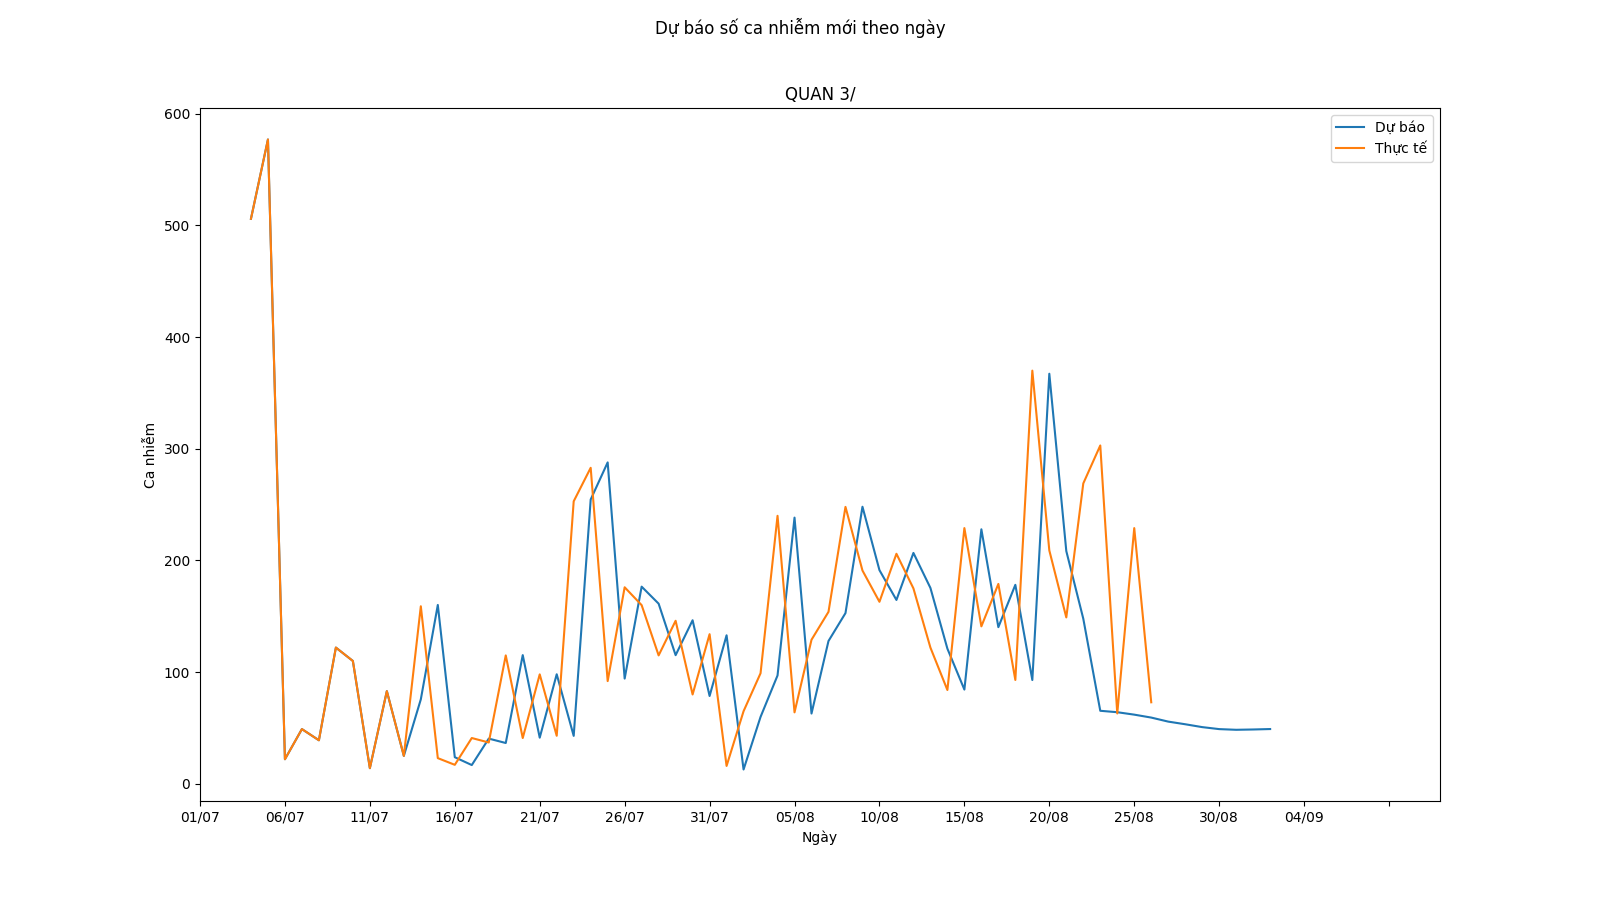 Dự báo số ca nhiễm mới theo ngày
QUAN 3/
Dự báo
Thực tế
600
500
400
300
200
100
0
Ca nhiễm
01/07 06/07 11/07 16/07 21/07 26/07 31/07 05/08 10/08 15/08 20/08 25/08 30/08 04/09
Ngày